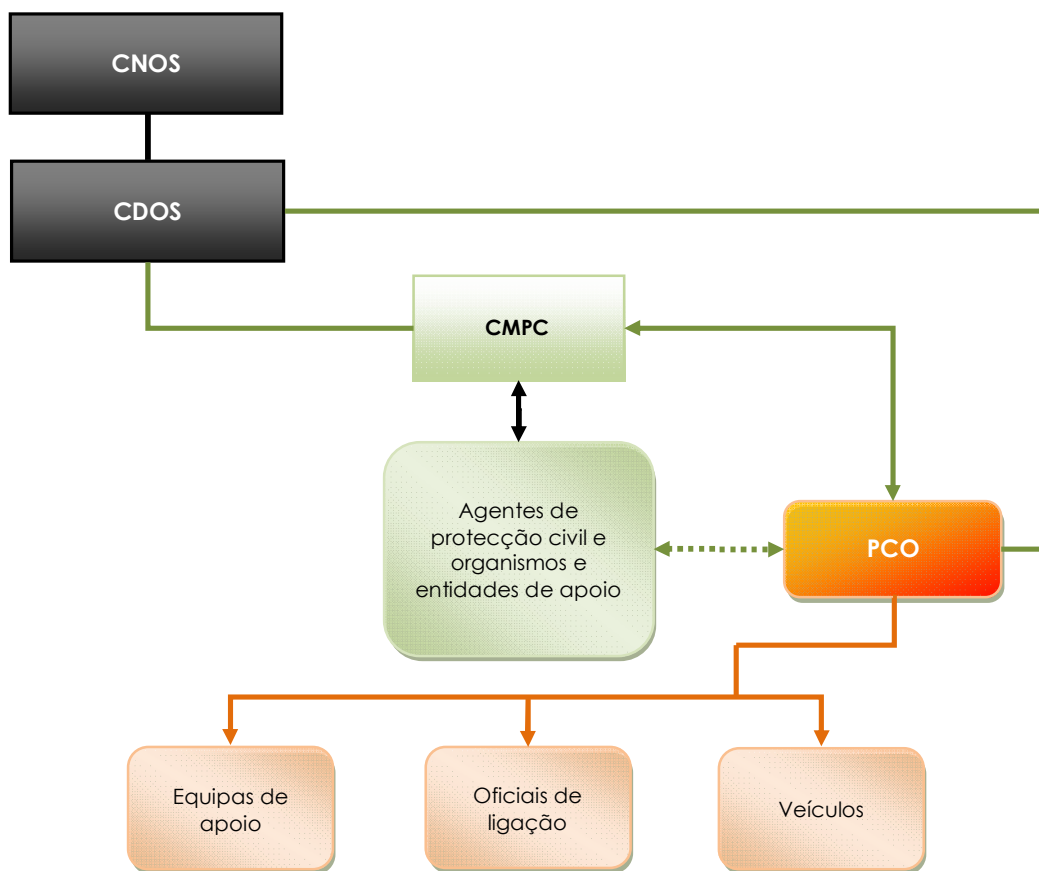 CNOS
CDOS
CMPC
Agentes de
protecção civil e
organismos e
entidades de apoio
PCO
Equipas de
apoio
Oficiais de
ligação
Veículos